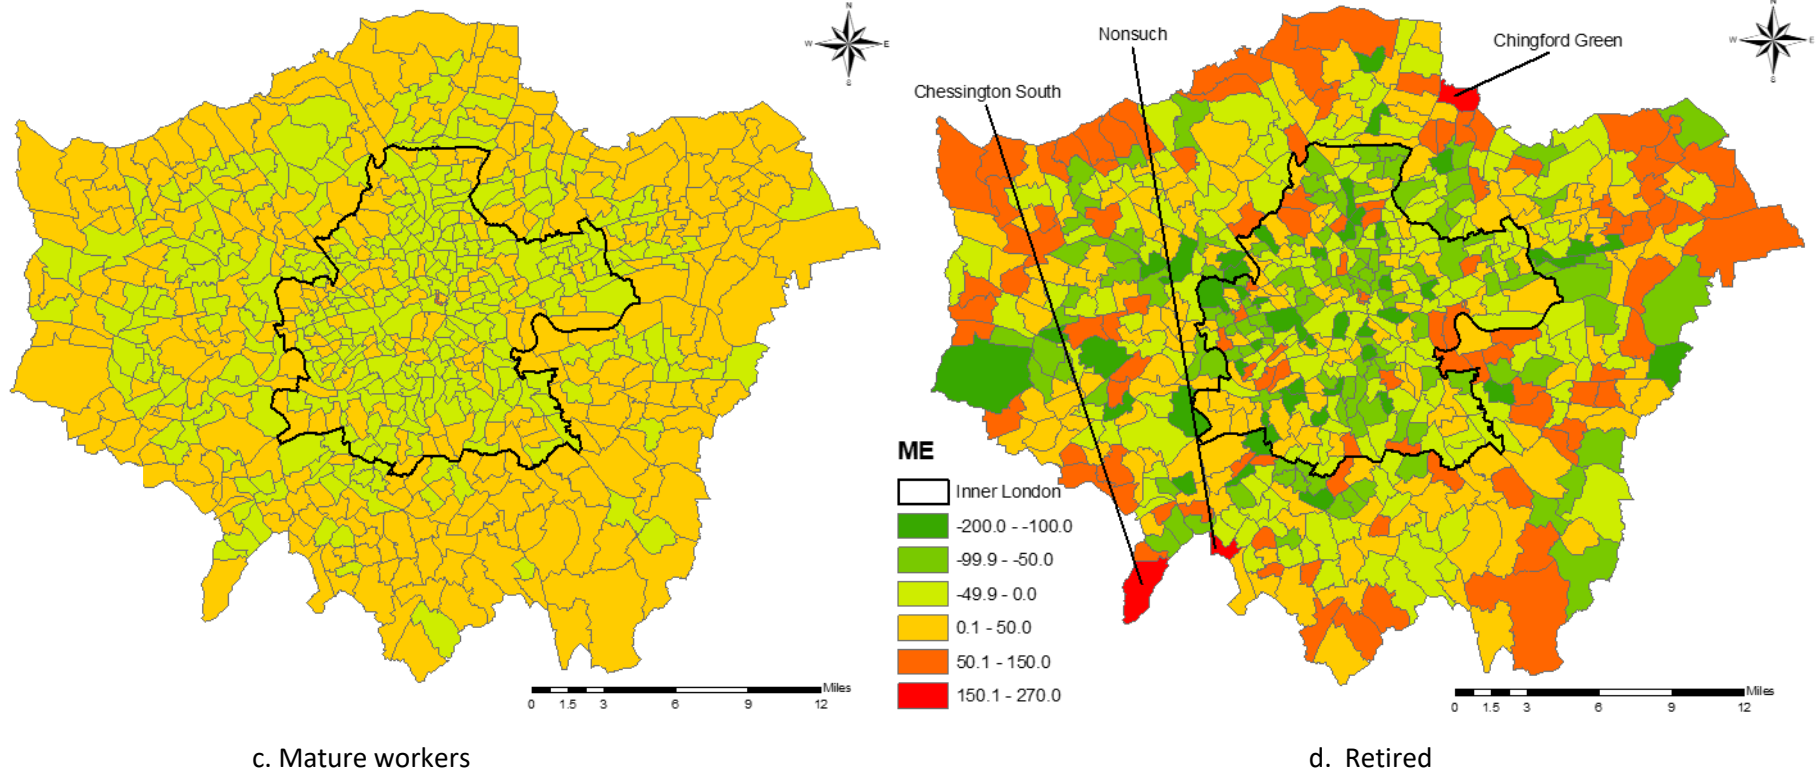 N
W
E
S
N
W
E
S
Nonsuch
Chingford Green
Chessington South
ME
Inner London
-200.0 - -100.0
-99.9 - -50.0
-49.9 - 0.0
0.1 - 50.0
50.1 - 150.0
150.1 - 270.0
Miles
0 1.5 3 6 9 12
Miles
0 1.5 3 6 9 12
c. Mature workers
d. Retired